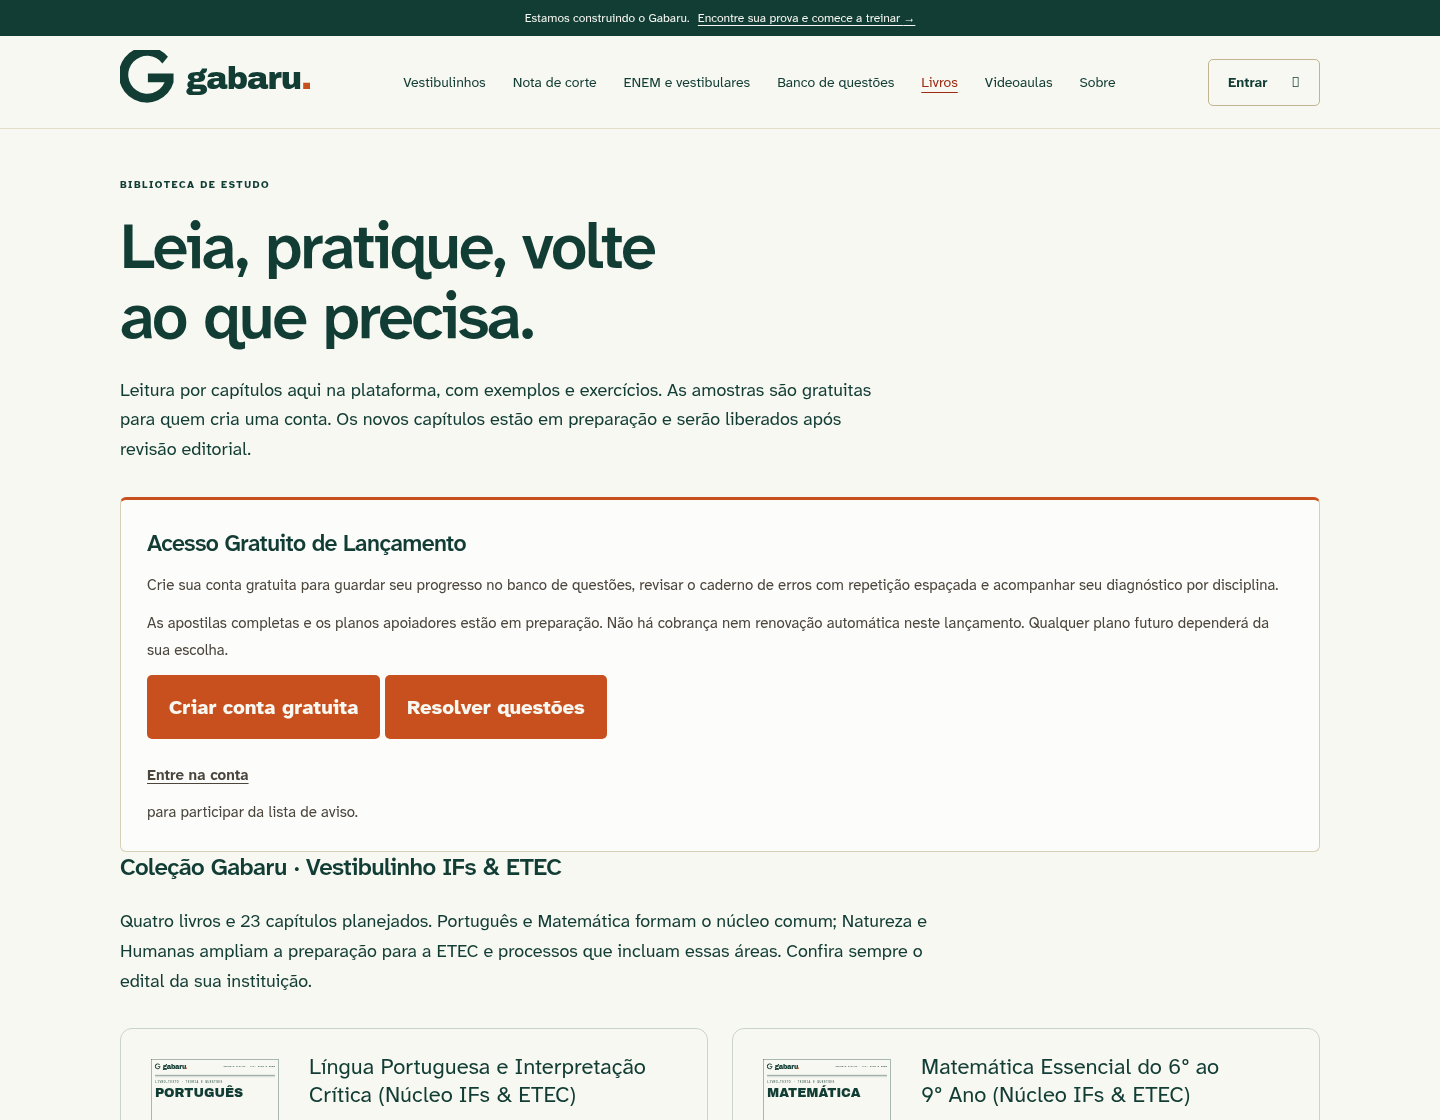 Estamos construindo o Gabaru. Encontre sua prova e comece a treinar →
gabaru.
Vestibulinhos Nota de corte ENEM e vestibulares Banco de questões Livros Videoaulas Sobre
Entrar
BIBLIOTECA DE ESTUDO
Leia, pratique, volte
ao que precisa.
Leitura por capítulos aqui na plataforma, com exemplos e exercícios. As amostras são gratuitas
para quem cria uma conta. Os novos capítulos estão em preparação e serão liberados após
revisão editorial.
Acesso Gratuito de Lançamento
Crie sua conta gratuita para guardar seu progresso no banco de questões, revisar o caderno de erros com repetição espaçada e acompanhar seu diagnóstico por disciplina.
As apostilas completas e os planos apoiadores estão em preparação. Não há cobrança nem renovação automática neste lançamento. Qualquer plano futuro dependerá da
sua escolha.
Criar conta gratuita Resolver questões
Entre na conta
para participar da lista de aviso.
Coleção Gabaru · Vestibulinho IFs & ETEC
Quatro livros e 23 capítulos planejados. Português e Matemática formam o núcleo comum; Natureza e
Humanas ampliam a preparação para a ETEC e processos que incluam essas áreas. Confira sempre o
edital da sua instituição.
gabaru
PORTUGUÊS
Língua Portuguesa e Interpretação
Crítica (Núcleo IFs & ETEC)
gabaru
MATEMÁTICA
Matemática Essencial do 6º ao
9º Ano (Núcleo IFs & ETEC)